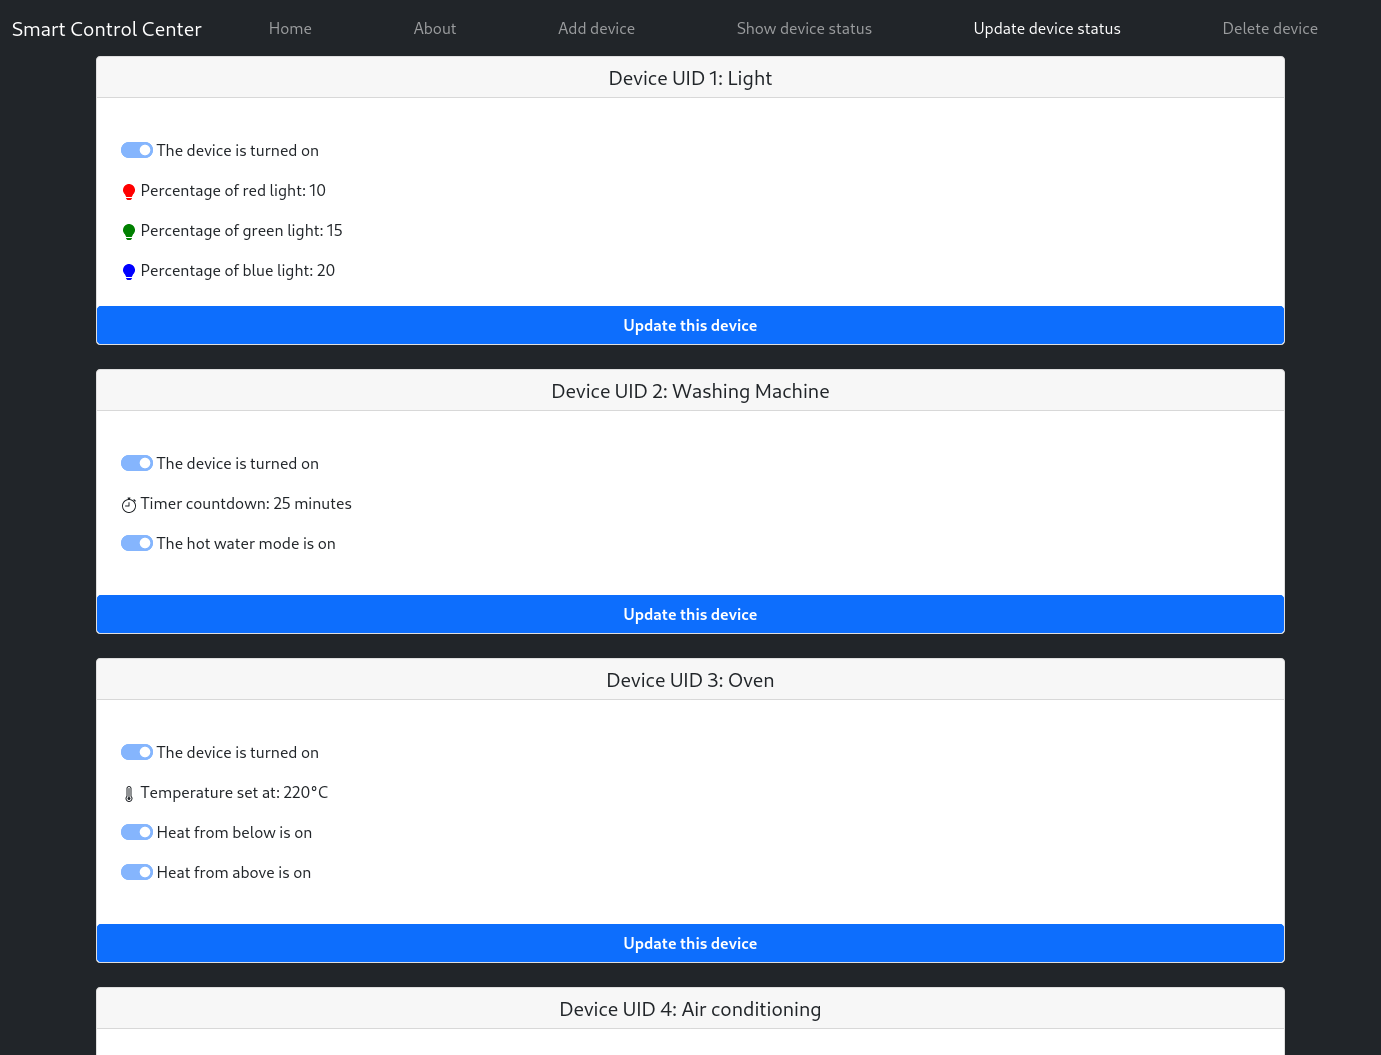 Smart Control Center Home About Add device Show device status Update device status Delete device
Device UID 1: Light
The device is turned on
Percentage of red light: 10
Percentage of green light: 15
Percentage of blue light: 20
Update this device
Device UID 2: Washing Machine
The device is turned on
Timer countdown: 25 minutes
The hot water mode is on
Update this device
Device UID 3: Oven
The device is turned on
Temperature set at: 220°C
Heat from below is on
Heat from above is on
Update this device
Device UID 4: Air conditioning